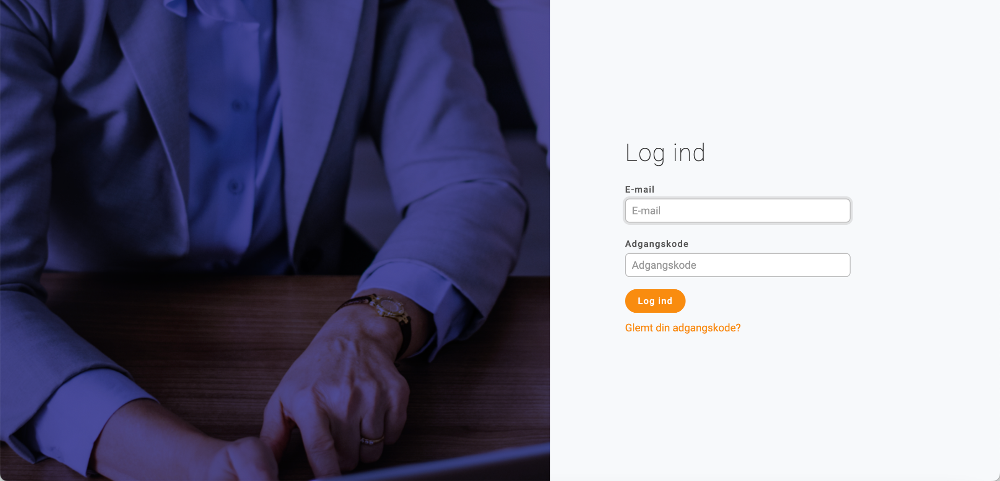 Log ind
E-mail
E-mail
Adgangskode
Adgangskode
Log ind
Glemt din adgangskode?